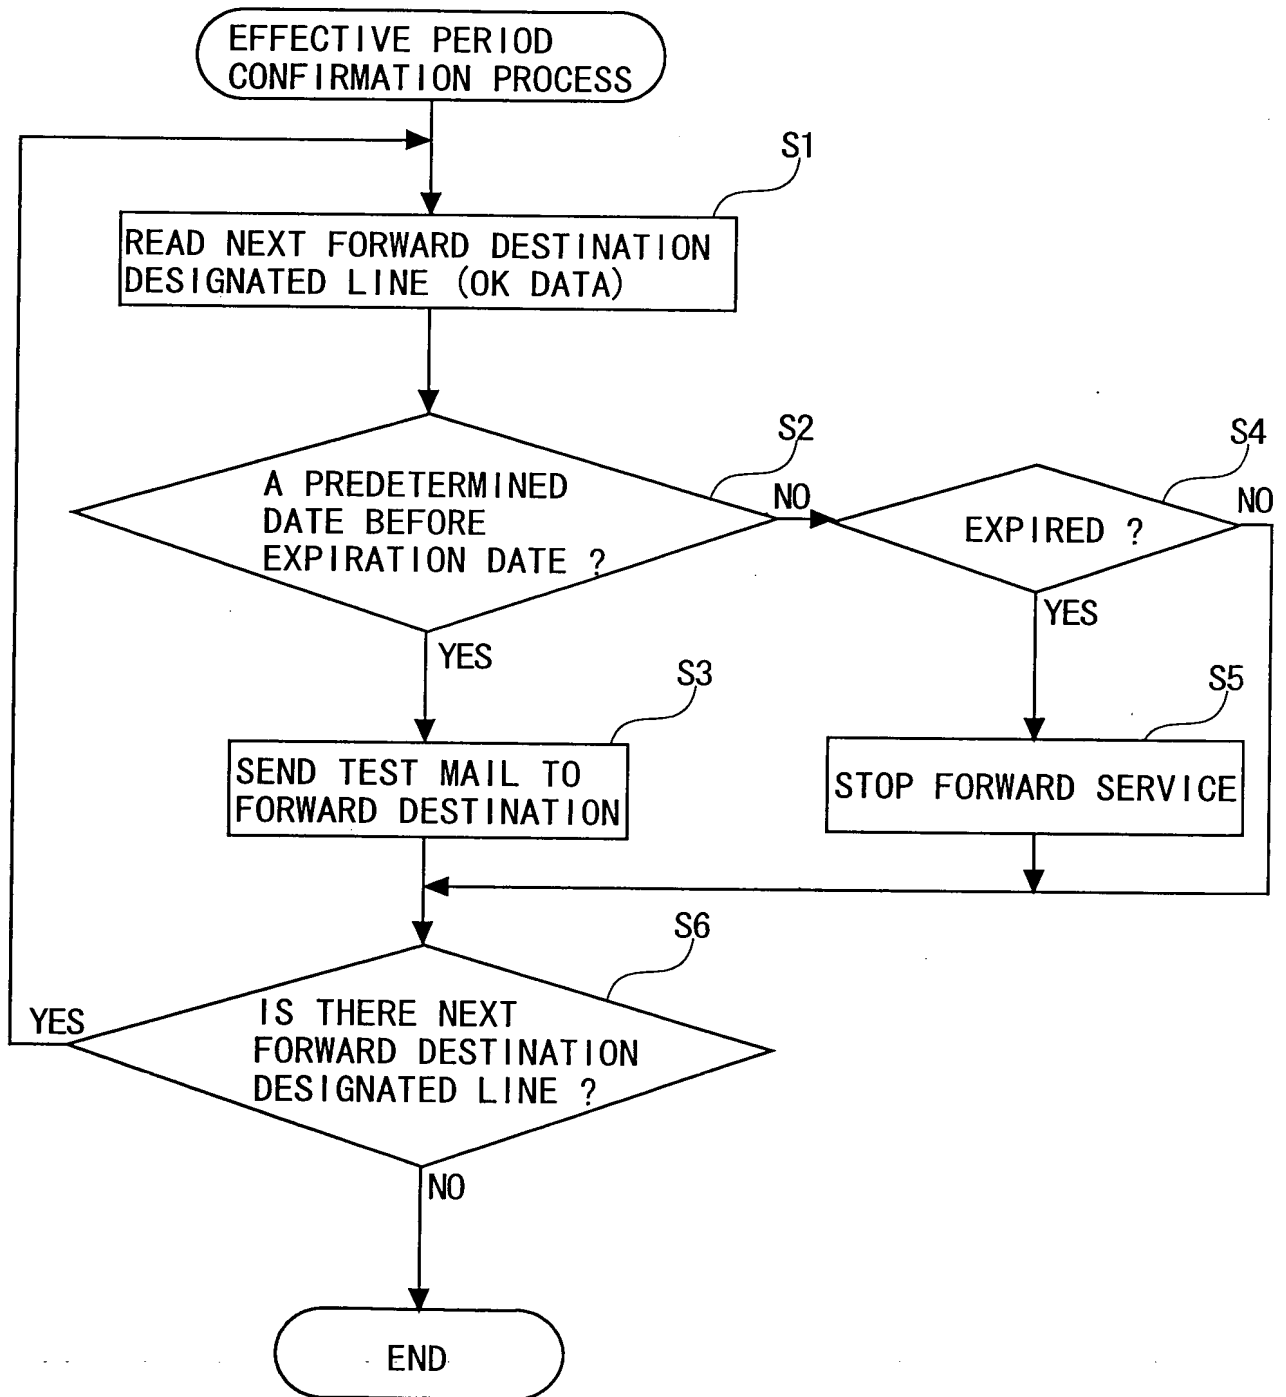 EFFECTIVE PERIOD
CONFIRMATION PROCESS
S1
READ NEXT FORWARD DESTINATION
DESIGNATED LINE (OK DATA)
S2
A PREDETERMINED
DATE BEFORE
EXPIRATION DATE ?
NO
S4
EXPIRED ?
NO
YES
YES
S3
SEND TEST MAIL TO
FORWARD DESTINATION
S5
STOP FORWARD SERVICE
S6
IS THERE NEXT
FORWARD DESTINATION
DESIGNATED LINE ?
YES
NO
END